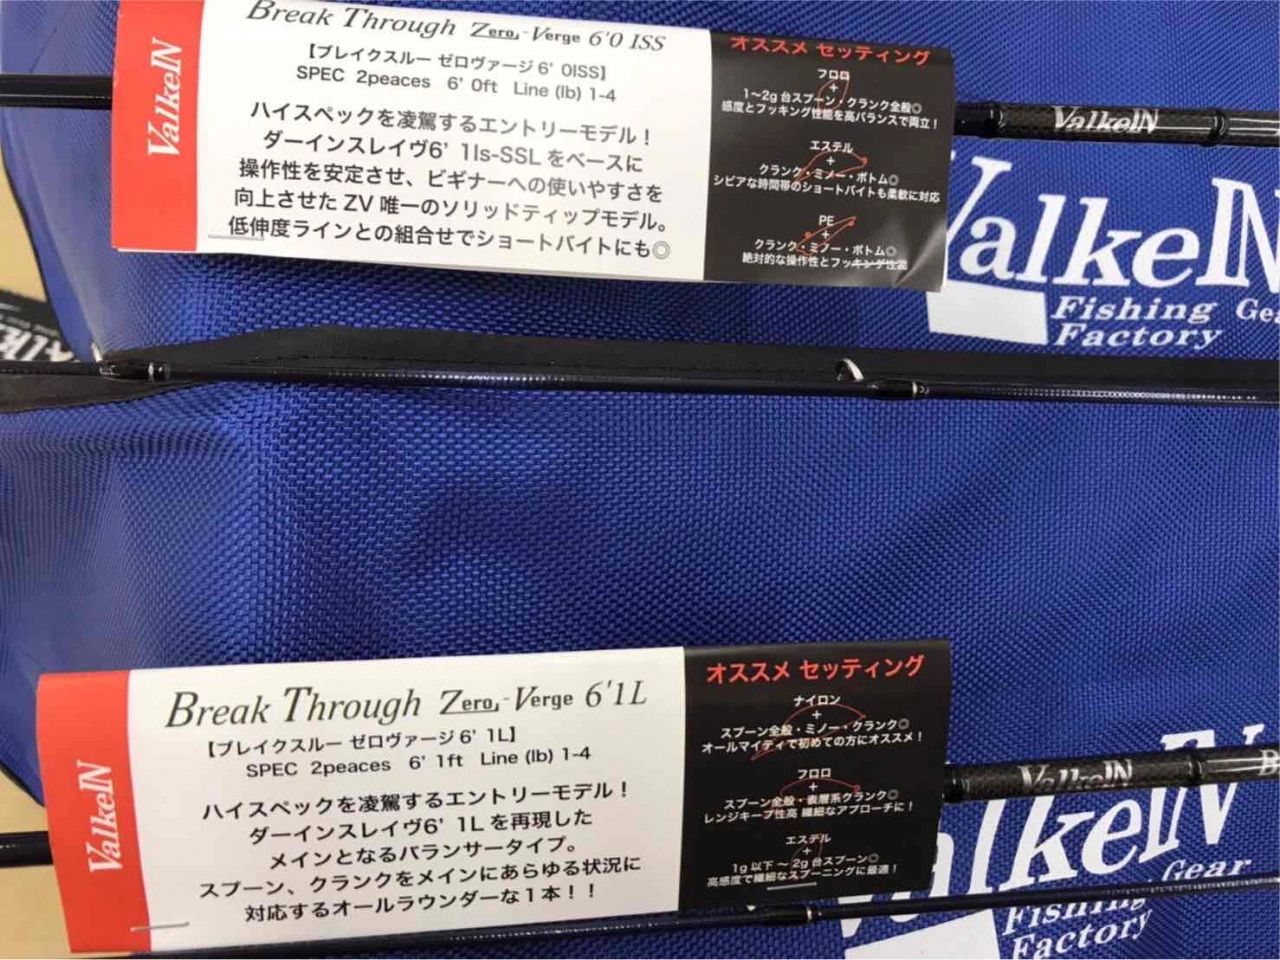 Break Through Zero-Verge 6'0 ISS
【ブレイクスルー ゼロヴァージ6' 0ISS】
SPEC 2peaces 6' 0ft Line (lb) 1-4
ハイスペックを凌駕するエントリーモデル！
ダーインスレイヴ6' 1ls-SSLをベースに
操作性を安定させ、ビギナーへの使いやすさを
向上させた ZV 唯一のソリッドティップモデル。
低伸度ラインとの組合せでショートバイトにも◎
ValkeIN
オススメ セッティング
フロロ
+
1〜2g 台スプーン・クランク全般◎
感度とフッキング性能を高バランスで両立！
エステル
+
クランク・ミノー・ボトム◎
シビアな時間帯のショートバイトも柔軟に対応
PE
+
クランク・ミノー・ボトム◎
絶対的な操作性とフッキング性能
ValkeIN
ValkeIN
Fishing Gear
Factory
Break Through Zero-Verge 6'1L
【ブレイクスルー ゼロヴァージ6' 1L】
SPEC 2peaces 6' 1ft Line (lb) 1-4
ハイスペックを凌駕するエントリーモデル！
ダーインスレイヴ6' 1Lを再現した
メインとなるバランサータイプ。
スプーン、クランクをメインにあらゆる状況に
対応するオールラウンダーな1本！！
ValkeIN
オススメ セッティング
ナイロン
+
スプーン全般・ミノー・クランク◎
オールマイティで初めての方にオススメ！
フロロ
+
スプーン全般・表層系クランク◎
レンジキープ性高 繊細なアプローチに！
エステル
+
1g 以下 〜 2g 台スプーン◎
高感度で繊細なスプーニングに最適！
ValkeIN
ValkeIN
Fishing Gear
Factory